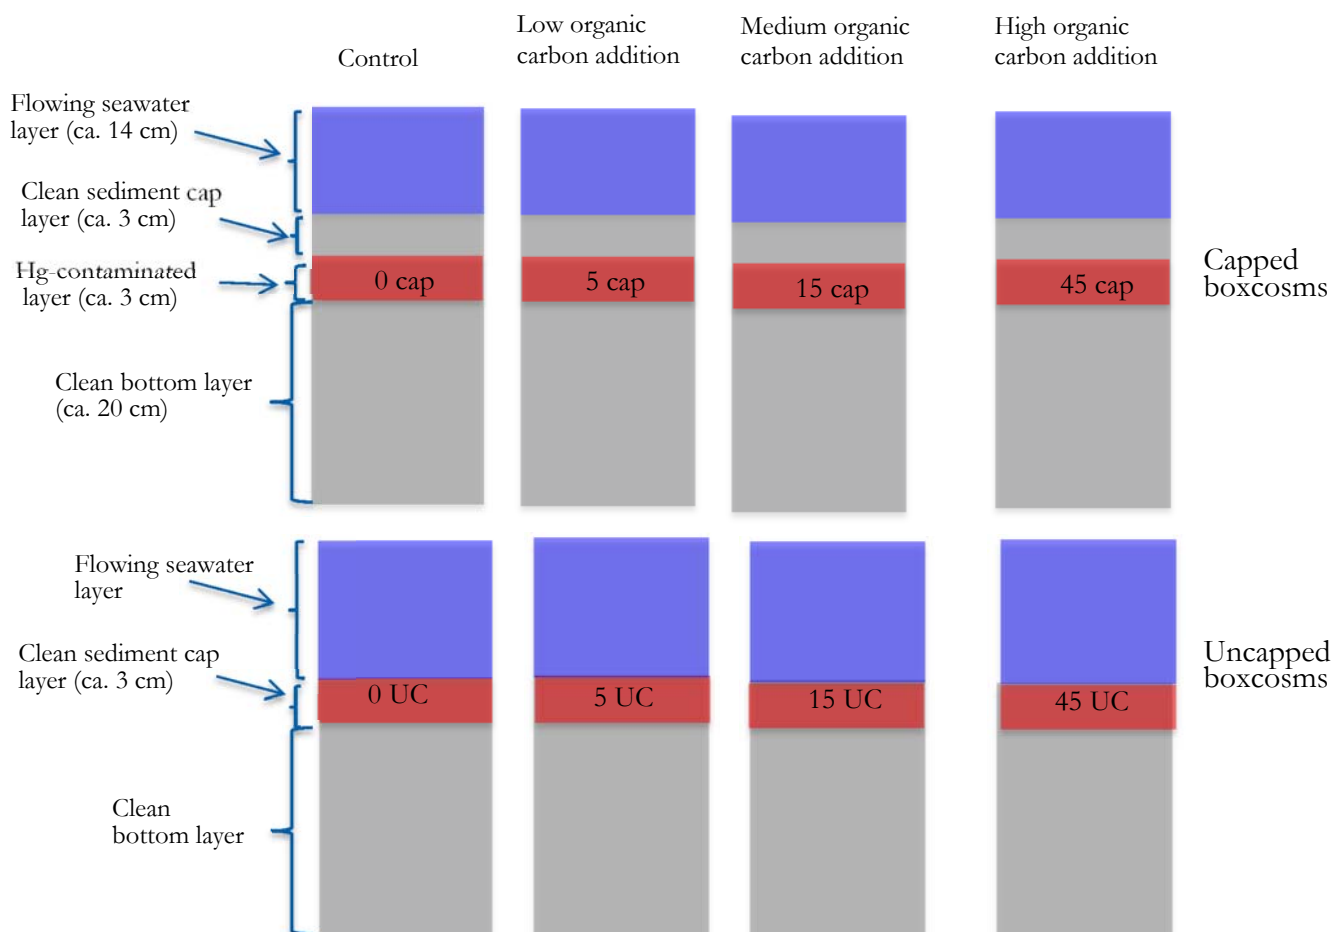 Control
Low organic
carbon addition
Medium organic
carbon addition
High organic
carbon addition
Flowing seawater
layer (ca. 14 cm)
Clean sediment cap
layer (ca. 3 cm)
Hg-contaminated
layer (ca. 3 cm)
0 cap
5 cap
15 cap
45 cap
Capped
boxcosms
Clean bottom layer
(ca. 20 cm)
Flowing seawater
layer
Clean sediment cap
layer (ca. 3 cm)
0 UC
5 UC
15 UC
45 UC
Uncapped
boxcosms
Clean
bottom layer